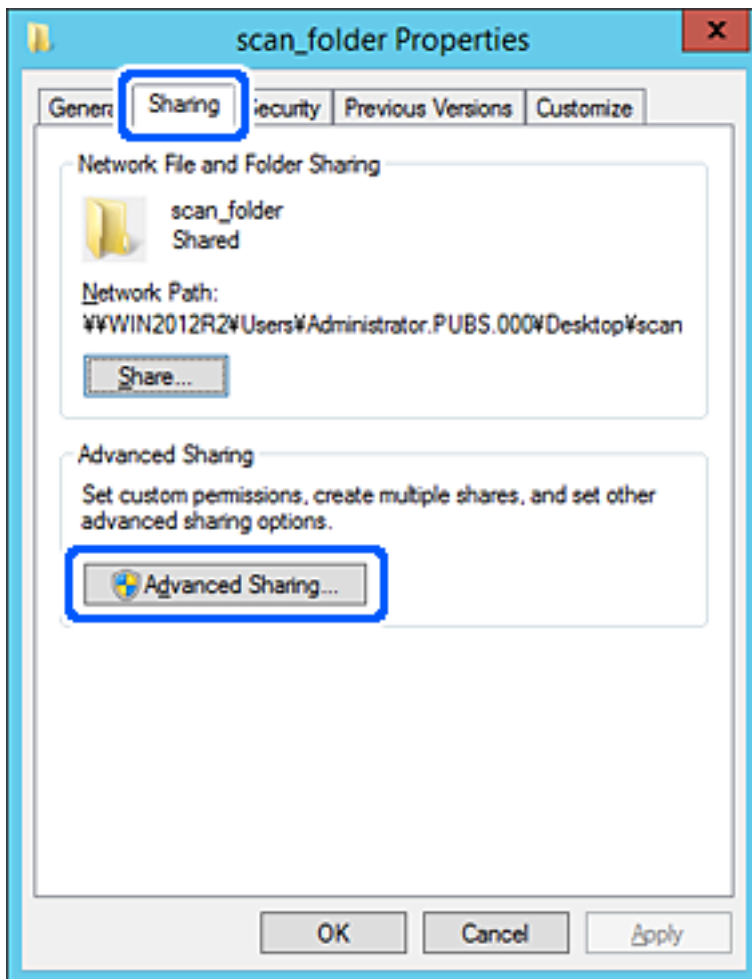 scan_folder Properties
x
Genera Sharing ecurity Previous Versions Customize
Network File and Folder Sharing
scan_folder
Shared
Network Path:
¥¥WIN2012R2¥Users¥Administrator.PUBS.000¥Desktop¥scan
Share...
Advanced Sharing
Set custom permissions, create multiple shares, and set other
advanced sharing options.
Advanced Sharing...
OK Cancel Apply